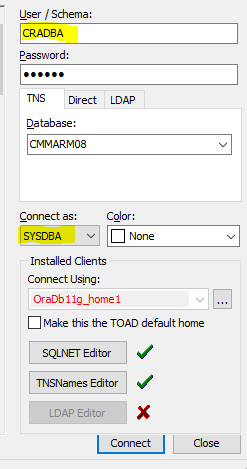 User / Schema:
CRADBA
Password:
••••••
TNS Direct LDAP
Database:
CMMARM08
Connect as: Color:
SYSDBA None
Installed Clients
Connect Using:
OraDb11g_home1 ...
Make this the TOAD default home
SQLNET Editor
TNSNames Editor
LDAP Editor
Connect Close